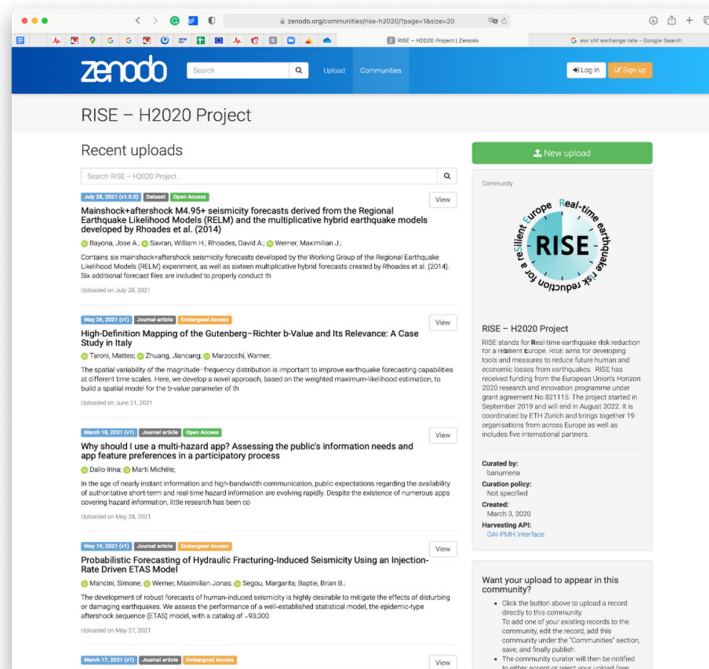 zenodo.org/communities/rise-h2020/?page=1&size=20
RISE – H2020 Project | Zenodo
eur chf exchange rate – Google Search
zenodo
Search
Upload
Communities
Log in
Sign up
RISE – H2020 Project
Recent uploads
Search RISE – H2020 Project
July 28, 2021 (v1.0.0) Dataset Open Access
View
Mainshock+aftershock M4.95+ seismicity forecasts derived from the Regional
Earthquake Likelihood Models (RELM) and the multiplicative hybrid earthquake models
developed by Rhoades et al. (2014)
Bayona, Jose A.; Savran, William H.; Rhoades, David A.; Werner, Maximilian J.;
Contains six mainshock+aftershock seismicity forecasts developed by the Working Group of the Regional Earthquake
Likelihood Models (RELM) experiment, as well as sixteen multiplicative hybrid forecasts created by Rhoades et al. (2014).
Six additional forecast files are included to properly conduct th
Uploaded on July 28, 2021
May 26, 2021 (v1) Journal article Embargoed Access
View
High-Definition Mapping of the Gutenberg–Richter b-Value and Its Relevance: A Case
Study in Italy
Taroni, Matteo; Zhuang, Jiancang; Marzocchi, Warner;
The spatial variability of the magnitude–frequency distribution is important to improve earthquake forecasting capabilities
at different time scales. Here, we develop a novel approach, based on the weighted maximum-likelihood estimation, to
build a spatial model for the b-value parameter of th
Uploaded on June 21, 2021
March 18, 2021 (v1) Journal article Open Access
View
Why should I use a multi-hazard app? Assessing the public's information needs and
app feature preferences in a participatory process
Dallo Irina; Marti Michèle;
In the age of nearly instant information and high-bandwidth communication, public expectations regarding the availability
of authoritative short-term and real-time hazard information are evolving rapidly. Despite the existence of numerous apps
covering hazard information, little research has been co
Uploaded on May 28, 2021
May 19, 2021 (v1) Journal article Embargoed Access
View
Probabilistic Forecasting of Hydraulic Fracturing-Induced Seismicity Using an Injection-
Rate Driven ETAS Model
Mancini, Simone; Werner, Maximilian Jonas; Segou, Margarita; Baptie, Brian B.;
The development of robust forecasts of human-induced seismicity is highly desirable to mitigate the effects of disturbing
or damaging earthquakes. We assess the performance of a well-established statistical model, the epidemic-type
aftershock sequence (ETAS) model, with a catalog of ~93,000
Uploaded on May 27, 2021
March 17, 2021 (v1) Journal article Embargoed Access
View
New upload
Community
Real-time earthquake risk reduction for a reSilient Europe
RISE
RISE – H2020 Project
RISE stands for Real-time earthquake rIsk reduction
for a reSilient Europe. RISE aims for developing
tools and measures to reduce future human and
economic losses from earthquakes. RISE has
received funding from the European Union's Horizon
2020 research and innovation programme under
grant agreement No 821115. The project started in
September 2019 and will end in August 2022. It is
coordinated by ETH Zurich and brings together 19
organisations from across Europe as well as
includes five international partners.
Curated by:
banumena
Curation policy:
Not specified
Created:
March 3, 2020
Harvesting API:
OAI-PMH Interface
Want your upload to appear in this
community?
Click the button above to upload a record
directly to this community.
To add one of your existing records to the
community, edit the record, add this
community under the "Communities" section,
save, and finally publish.
The community curator will then be notified
to either accept or reject your upload (see